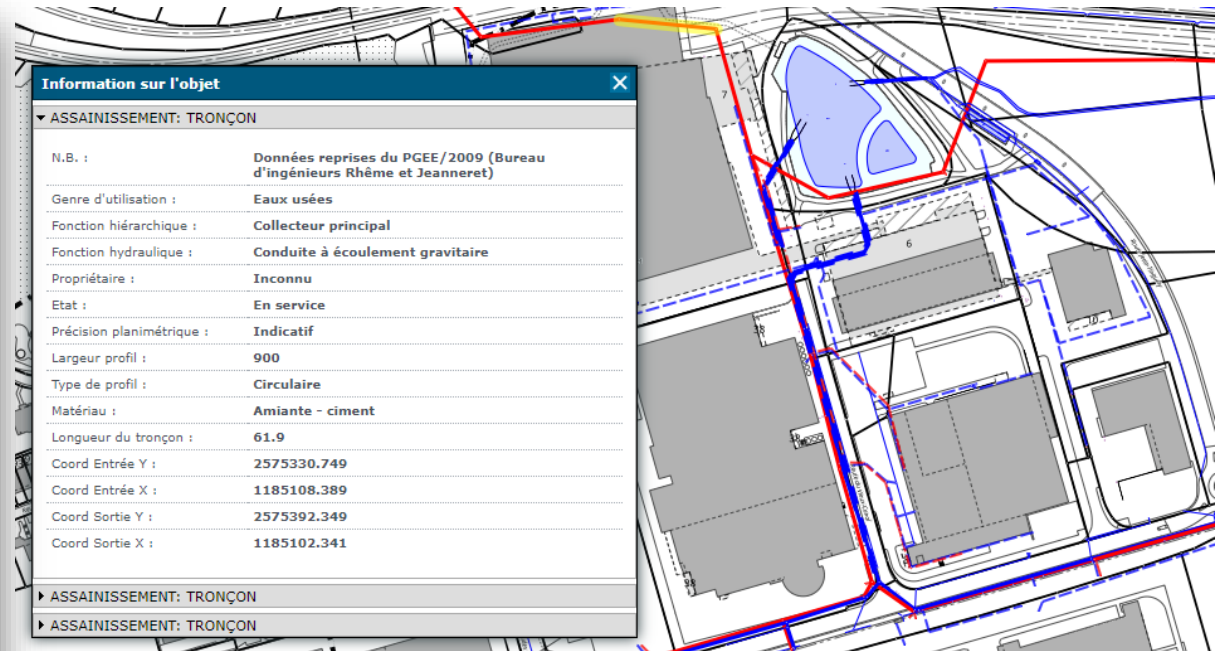 Information sur l'objet
ASSAINISSEMENT: TRONÇON
N.B. : Données reprises du PGEE/2009 (Bureau
d'ingénieurs Rhême et Jeanneret)
Genre d'utilisation : Eaux usées
Fonction hiérarchique : Collecteur principal
Fonction hydraulique : Conduite à écoulement gravitaire
Propriétaire : Inconnu
Etat : En service
Précision planimétrique : Indicatif
Largeur profil : 900
Type de profil : Circulaire
Matériau : Amiante - ciment
Longueur du tronçon : 61.9
Coord Entrée Y : 2575330.749
Coord Entrée X : 1185108.389
Coord Sortie Y : 2575392.349
Coord Sortie X : 1185102.341
ASSAINISSEMENT: TRONÇON
ASSAINISSEMENT: TRONÇON
7
6
10
38